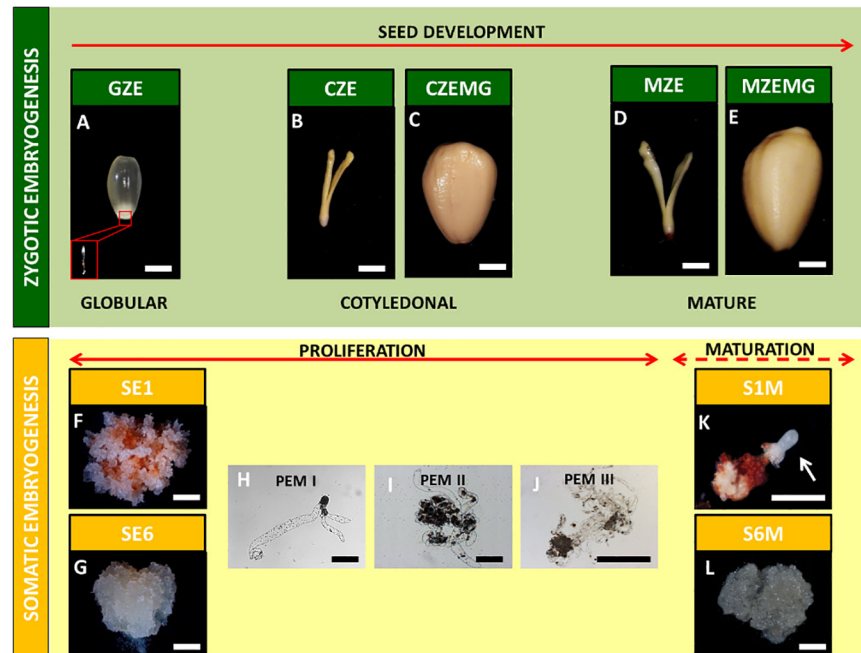 ZYGOTIC EMBRYOGENESIS
SEED DEVELOPMENT
GZE
CZE
CZEMG
MZE
MZEMG
A
B
C
D
E
GLOBULAR
COTYLEDONAL
MATURE
SOMATIC EMBRYOGENESIS
PROLIFERATION
MATURATION
SE1
S1M
F
K
H
PEM I
I
PEM II
J
PEM III
SE6
S6M
G
L